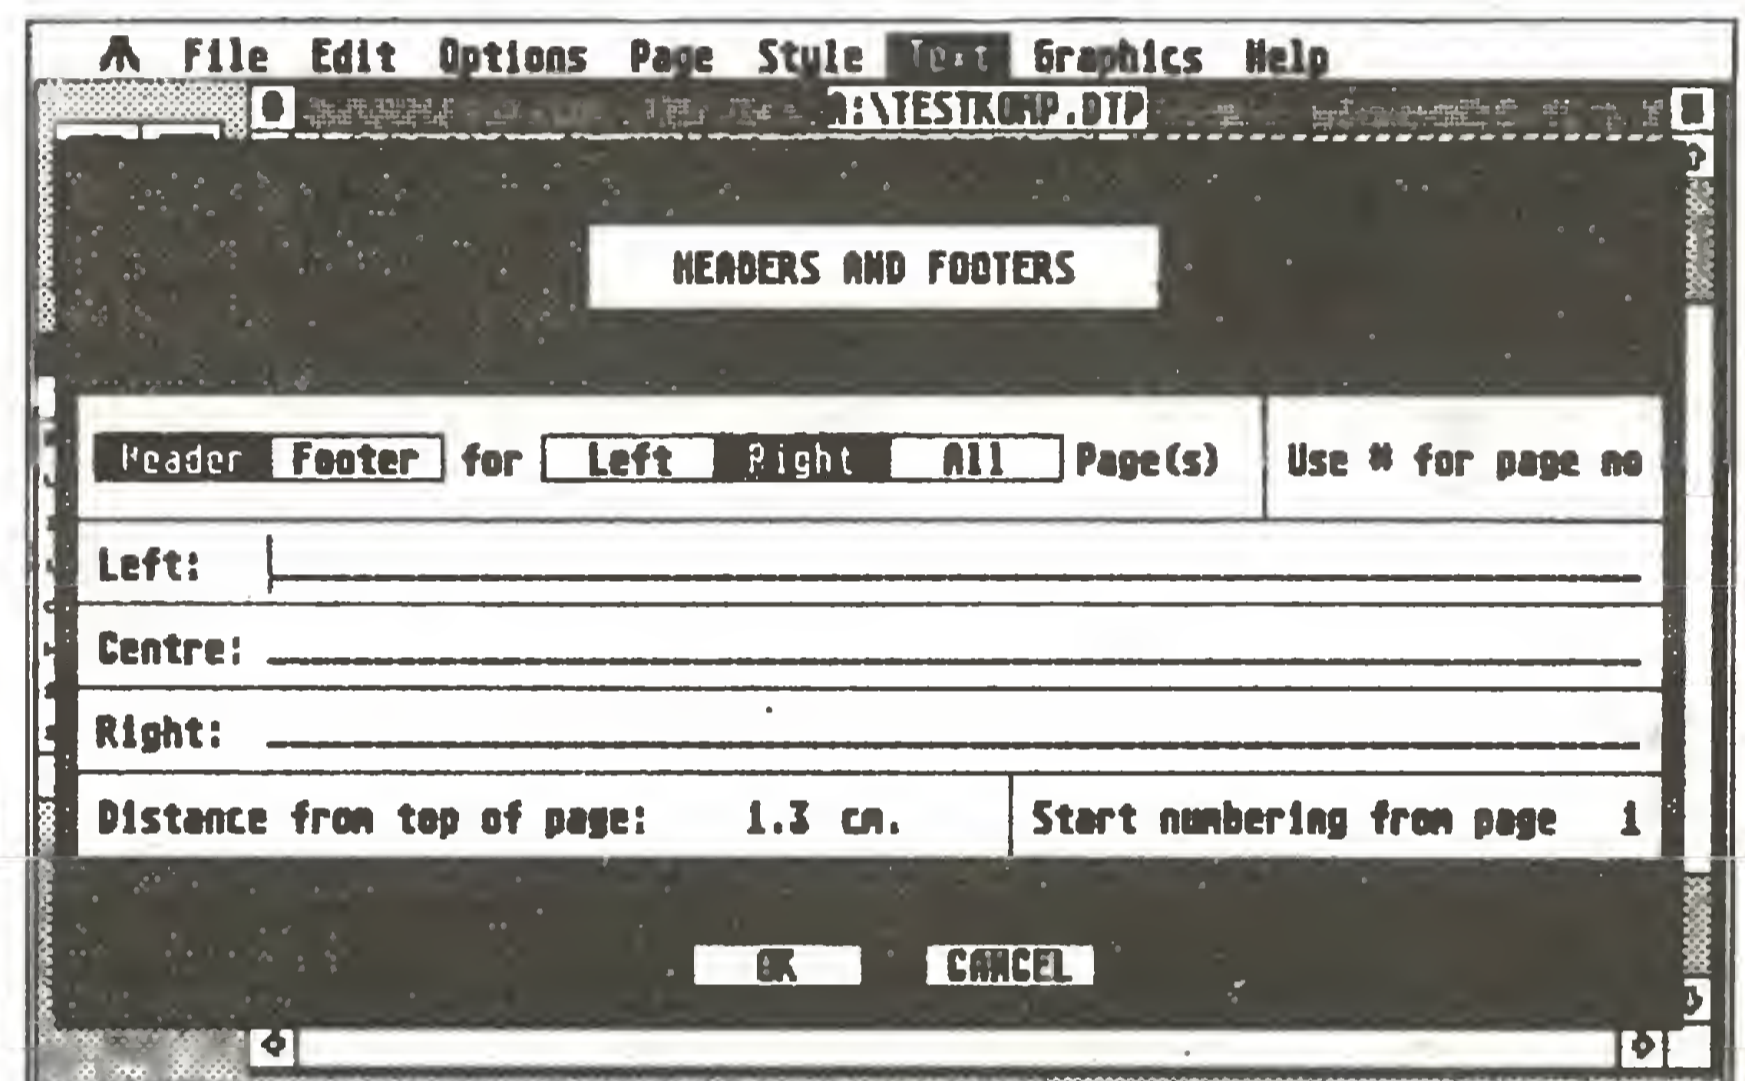 File Edit Options Page Style Text Graphics Help
A:\TESTKOMP.DTP
HEADERS AND FOOTERS
Header Footer for Left Right All Page(s) Use # for page no
Left:
Centre:
Right:
Distance from top of page: 1.3 cm. Start numbering from page 1
OK CANCEL